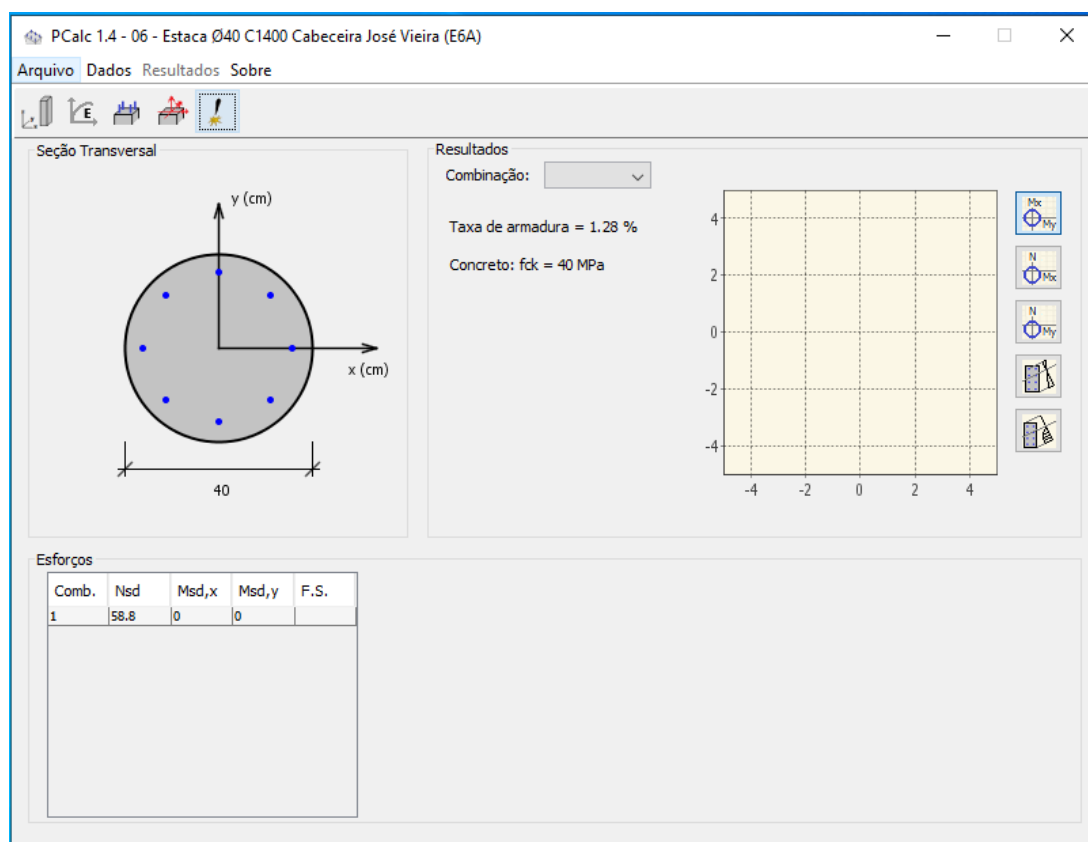 PCalc 1.4 - 06 - Estaca Ø40 C1400 Cabeceira José Vieira (E6A)
Arquivo Dados Resultados Sobre
E
Seção Transversal
y (cm)
x (cm)
40
Resultados
Combinação:
Taxa de armadura = 1.28 %
Concreto: fck = 40 MPa
4
2
0
-2
-4
-4 -2 0 2 4
Mx
My
N
Mx
N
My
Esforços
Comb. Nsd Msd,x Msd,y F.S.
1 58.8 0 0